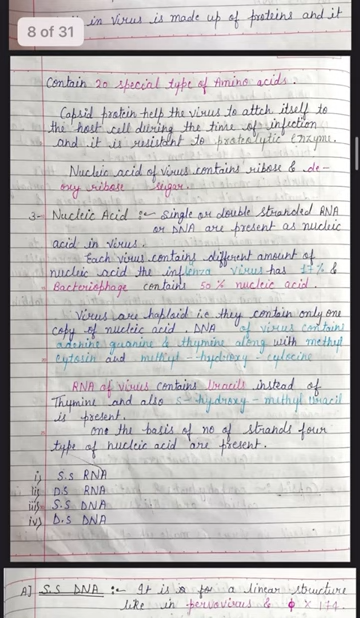 in Virus is made up of proteins and it
8 of 31
Contain 20 special type of Amino acids.
Capsid protein help the virus to attch itself to
the host cell during the time of infection
and it is resistant to proteolytic enzyme.
Nucleic acid of virus contains ribose & de-
oxy ribose sugar.
3- Nucleic Acid :- Single or double stranded RNA
or DNA are present as nucleic
acid in virus.
Each virus contains different amount of
nucleic acid the influenza virus has 17% &
Bacteriophage contains 50% nucleic acid.
Virus are haploid i.e they contain only one
copy of nucleic acid. DNA of virus contains
adenine guanine & thymine along with methyl
cytosin and methyl-hydroxy-cytocine
RNA of virus contains Uracils instead of
Thymine and also 5-hydroxy-methyl Uracil
is present.
one the basis of no of strands four
type of nucleic acid are present.
i) S.S RNA
ii) D.S RNA
iii) S.S DNA
iv) D.S DNA
A] S.S DNA :- It is for a linear structure
like in parvovirus & ϕ X 174.